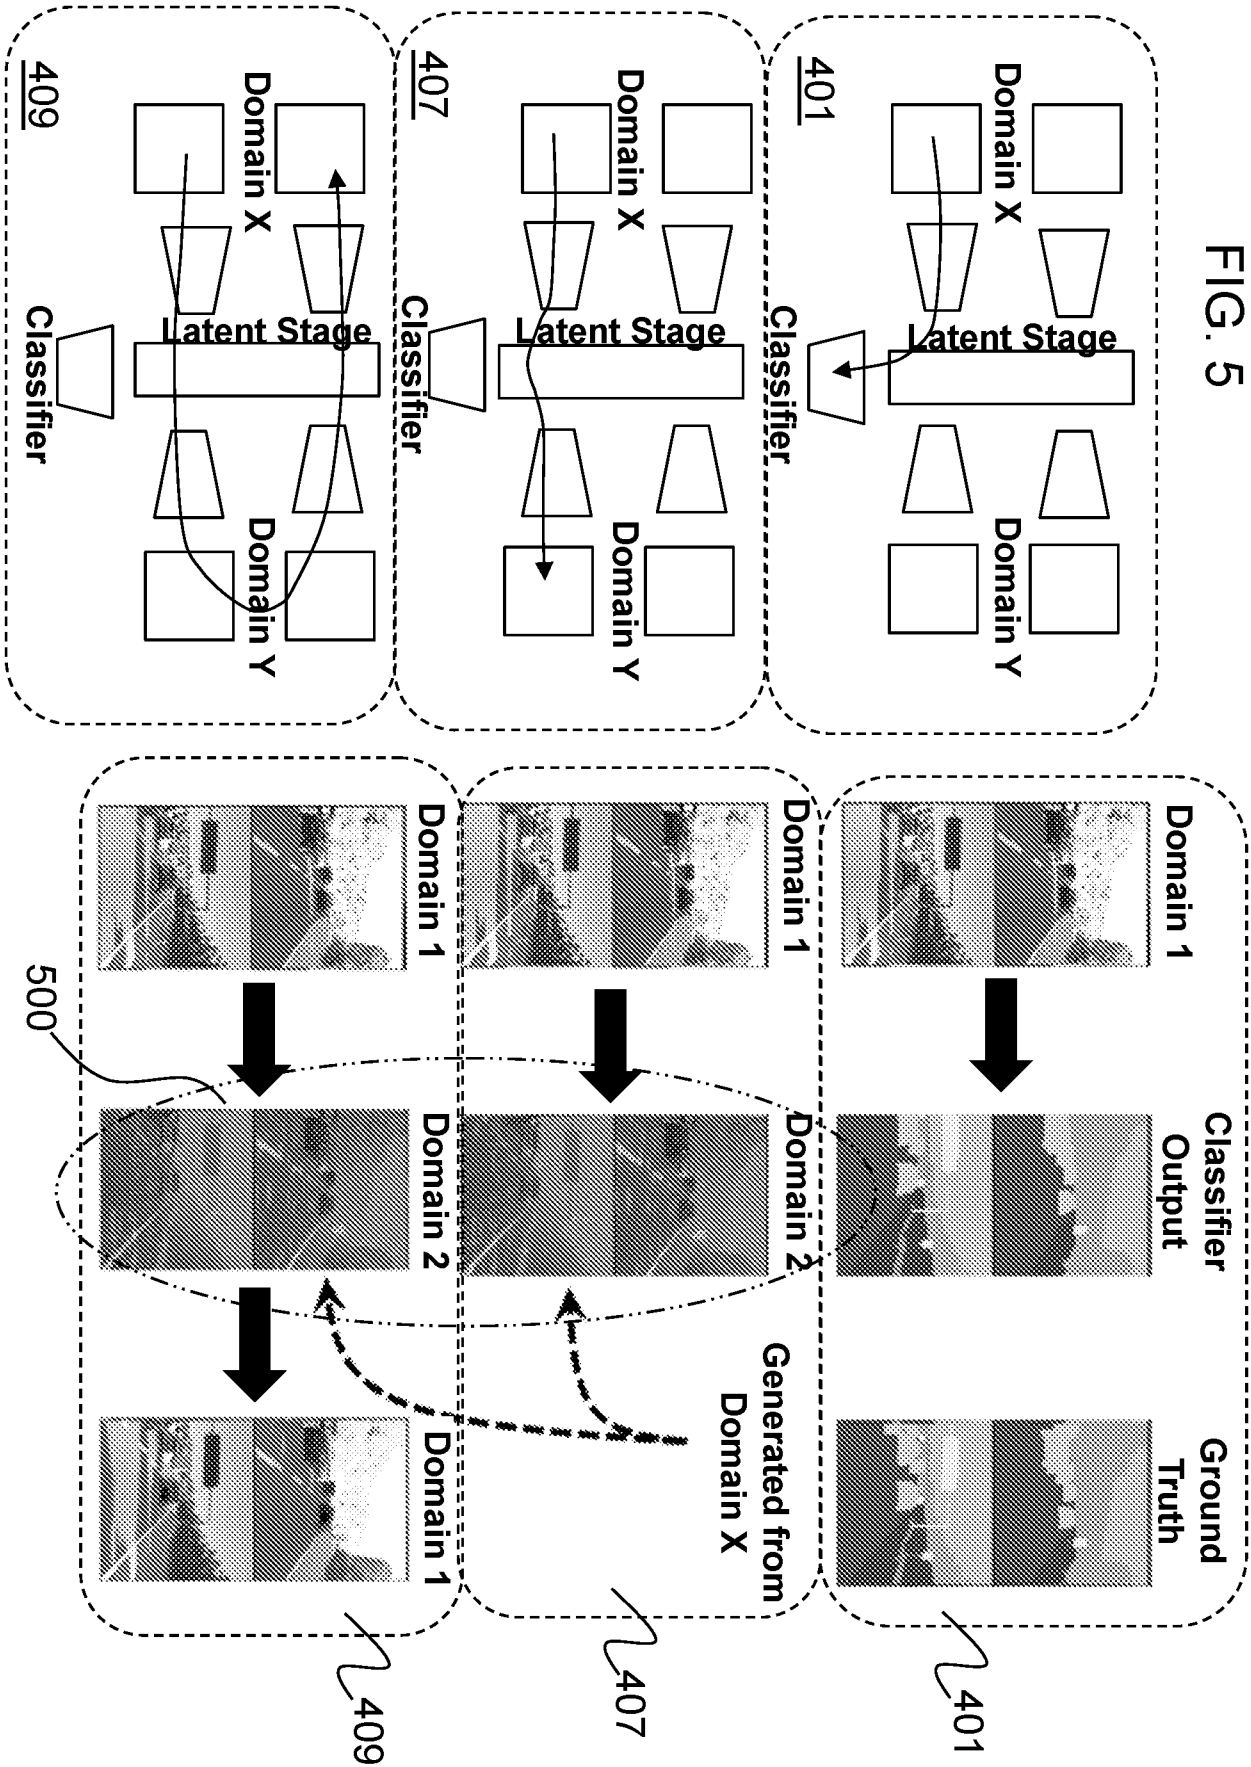 FIG. 5
401
Domain X
Latent Stage
Domain Y
Classifier
407
Domain X
Latent Stage
Domain Y
Classifier
409
Domain X
Latent Stage
Domain Y
Classifier
Domain 1
Classifier
Output
Ground
Truth
401
Domain 1
Domain 2
Generated from
Domain X
407
Domain 1
Domain 2
Domain 1
409
500